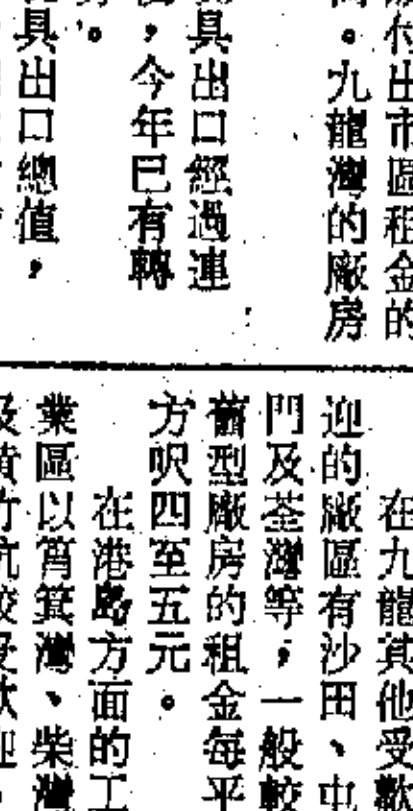 付出市區租金的
。九龍灣的廠房
具出口經過連
，今年已有轉
。
具出口總值，
在九龍其他受歡
迎的廠區有沙田、屯
門及荃灣等，一般較
舊型廠房的租金每平
方呎四至五元。
在港島方面的工
業區以筲箕灣、柴灣
及黃竹坑較受歡迎